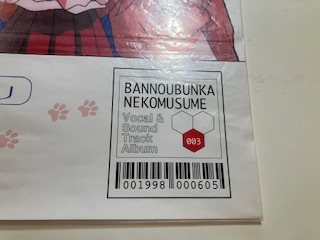 BANNOUBUNKA
NEKOMUSUME
Vocal &
Sound
Track
Album
003
001998 000605